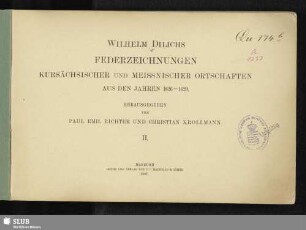 WILHELM DILICHS
FEDERZEICHNUNGEN
KURSÄCHSISCHER UND MEISSNISCHER ORTSCHAFTEN
AUS DEN JAHREN 1626—1629.
HERAUSGEGEBEN
VON
PAUL EMIL RICHTER UND CHRISTIAN KROLLMANN.
II.
DRESDEN
SLUB